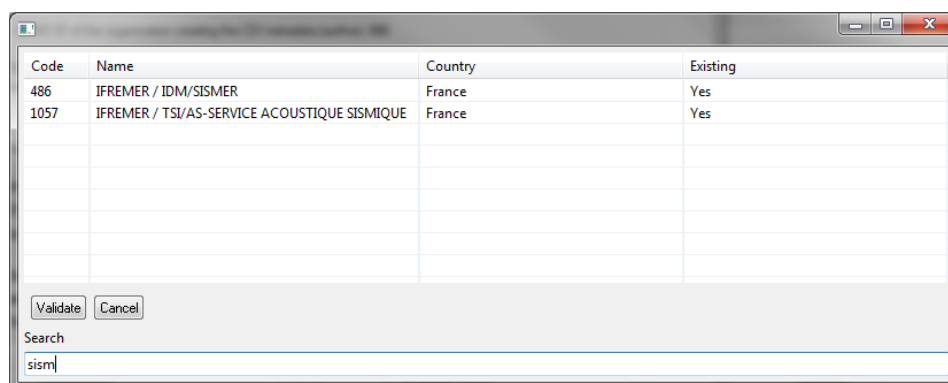 Code Name Country Existing
486 IFREMER / IDM/SISMER France Yes
1057 IFREMER / TSI/AS-SERVICE ACOUSTIQUE SISMIQUE France Yes
Validate Cancel
Search
sism